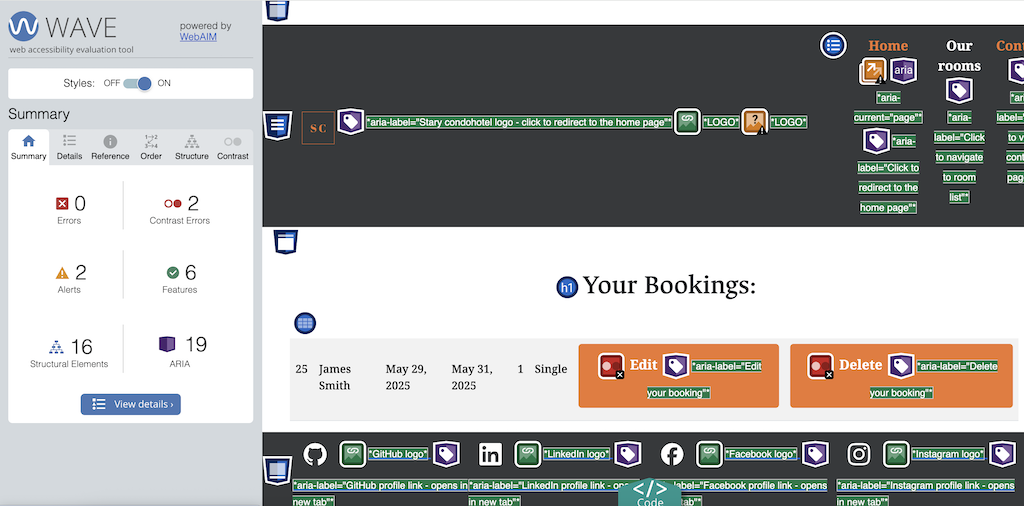 WAVE
web accessibility evaluation tool
powered by
WebAIM
Styles: OFF ON
Summary
Summary Details Reference Order Structure Contrast
0
Errors
2
Contrast Errors
2
Alerts
6
Features
16
Structural Elements
19
ARIA
View details ›
S C
*aria-label="Stary condohotel logo - click to redirect to the home page"*
*LOGO*
?
*LOGO*
Home
aria
*aria-
current="page"*
*aria-
label="Click to
redirect to the
home page"*
Our
rooms
*aria-
label="Click
to navigate
to room
list"*
h1 Your Bookings:
25
James
Smith
May 29,
2025
May 31,
2025
1
Single
Edit *aria-label="Edit
your booking"*
Delete *aria-label="Delete
your booking"*
*GitHub logo*
*aria-label="GitHub profile link - opens in
new tab"*
in
*LinkedIn logo*
*aria-label="LinkedIn profile link -
new tab"*
*Facebook logo*
label="Facebook profile link - opens
in new tab"*
*Instagram logo*
*aria-label="Instagram profile link - opens
in new tab"*
</>
Code